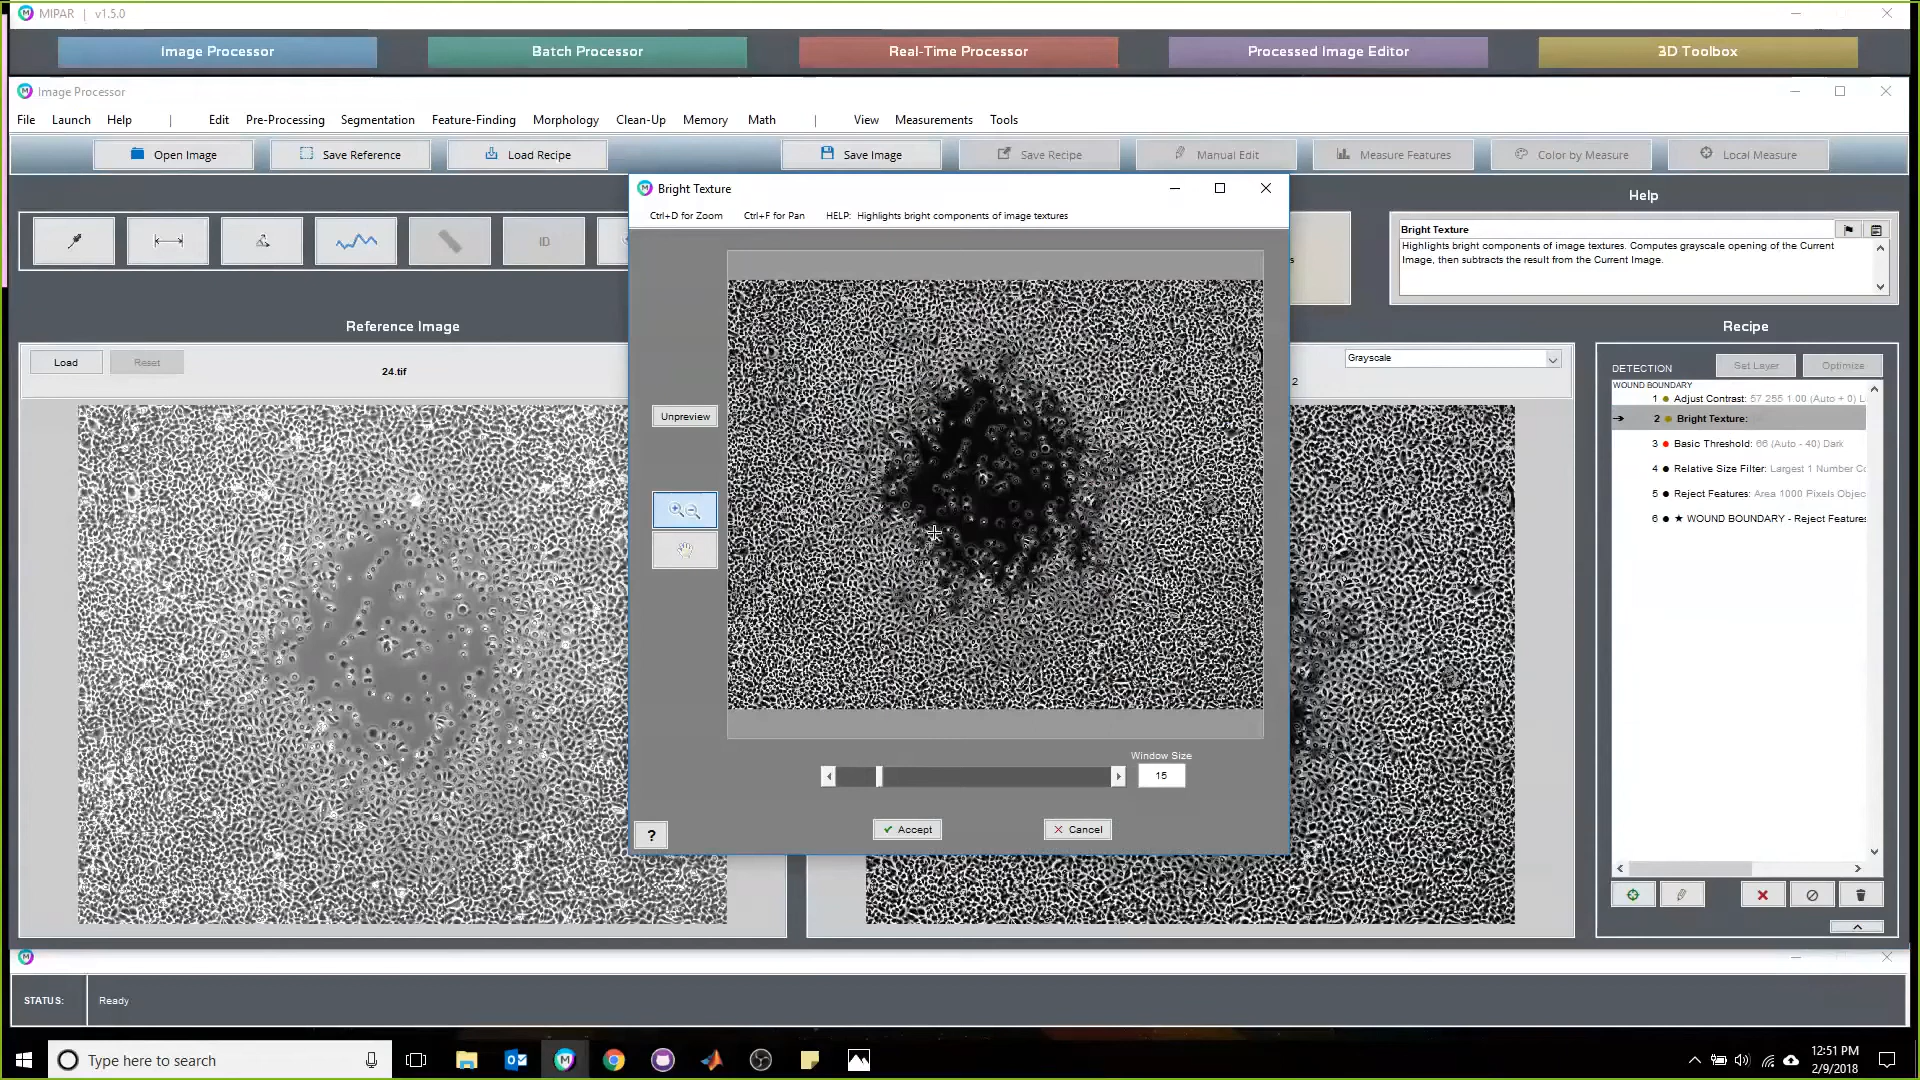 MIPAR | v1.5.0
Image Processor
Batch Processor
Real-Time Processor
Processed Image Editor
3D Toolbox
Image Processor
File Launch Help | Edit Pre-Processing Segmentation Feature-Finding Morphology Clean-Up Memory Math | View Measurements Tools
Open Image
Save Reference
Load Recipe
Save Image
Save Recipe
Manual Edit
Measure Features
Color by Measure
Local Measure
ID
Bright Texture
Ctrl+D for Zoom Ctrl+F for Pan HELP: Highlights bright components of image textures
Unpreview
Window Size
15
Accept
Cancel
?
Help
Bright Texture
Highlights bright components of image textures. Computes grayscale opening of the Current
Image, then subtracts the result from the Current Image.
Reference Image
Load
Reset
24.tif
Grayscale
2
Recipe
DETECTION
Set Layer
Optimize
WOUND BOUNDARY
1 Adjust Contrast: 57 255 1.00 (Auto + 0) L
2 Bright Texture:
3 Basic Threshold: 66 (Auto - 40) Dark
4 Relative Size Filter: Largest 1 Number Co
5 Reject Features: Area 1000 Pixels Objec
6 ★ WOUND BOUNDARY - Reject Features
STATUS:
Ready
Type here to search
12:51 PM
2/9/2018